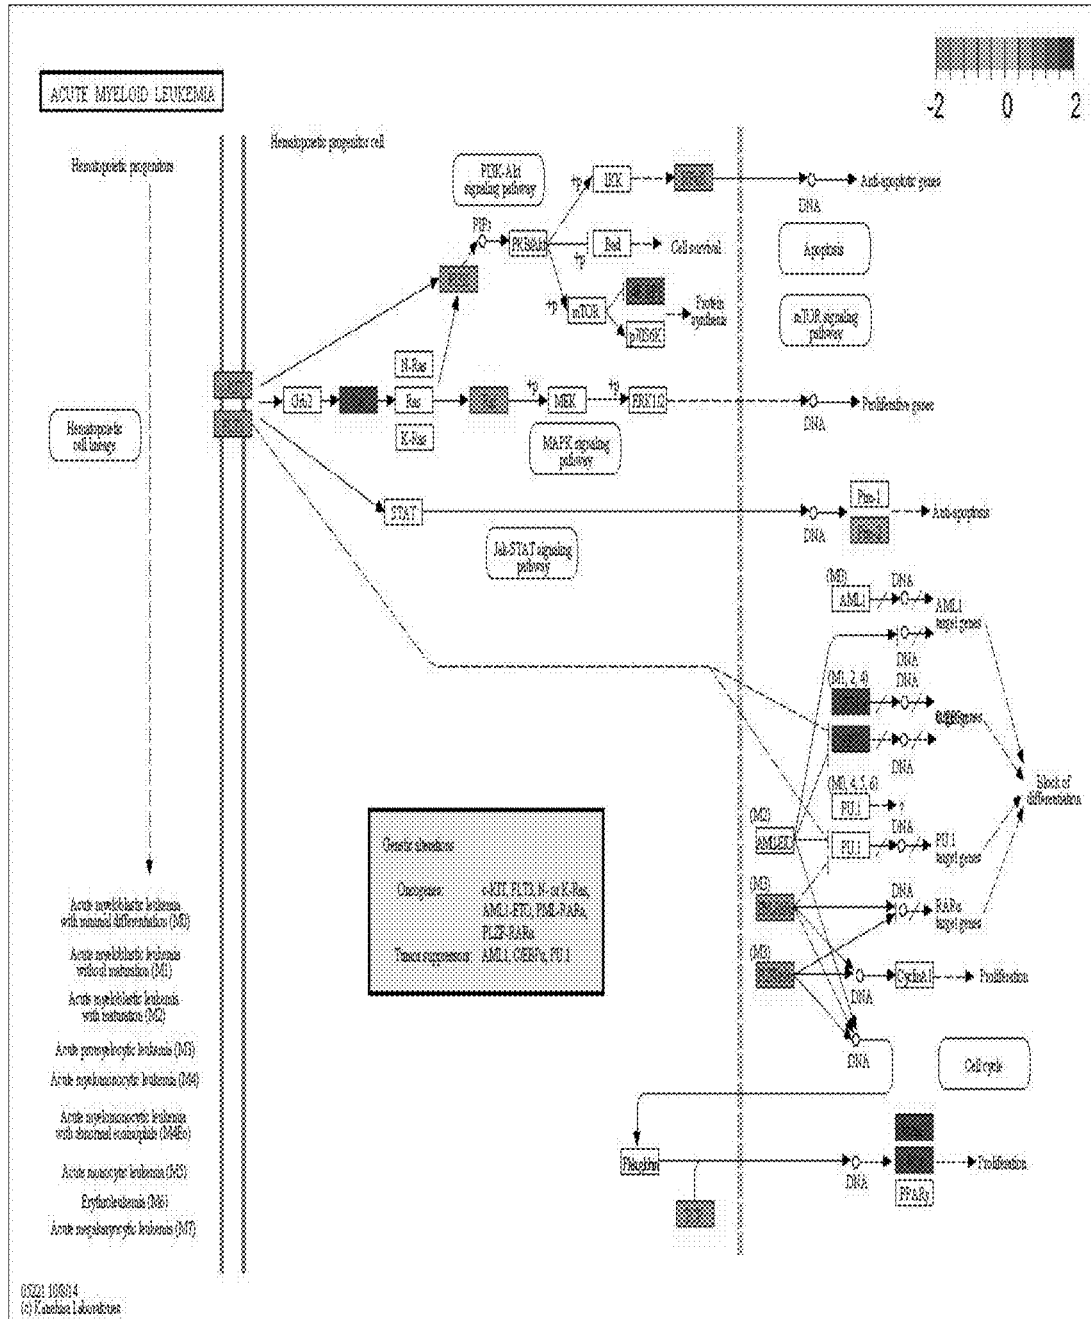 -2 0 2
ACUTE MYELOID LEUKEMIA
Hematopoietic progenitors
Hematopoietic progenitor cell
PI3K-Akt
signaling pathway
+p
IKK
DNA
Anti-apoptotic genes
PIP3
PKB/Akt
Bad
+p
Cell survival
Apoptosis
+p
mTOR
p70S6K
Protein
synthesis
mTOR signaling
pathway
N-Ras
Grb2
Ras
K-Ras
+p
MEK
+p
ERK1/2
DNA
Proliferative genes
Hematopoietic
cell lineage
MAPK signaling
pathway
STAT
DNA
Pim-1
Anti-apoptosis
Jak-STAT signaling
pathway
(M0)
AML1
DNA
AML1
target genes
DNA
(M1, 2, 4)
DNA
genes
DNA
(M0, 4, 5, 6)
PU.1
?
Block of
differentiation
(M2)
PU.1
DNA
PU.1
target genes
(M3)
DNA
RARα
target genes
(M3)
DNA
CyclinA1
Proliferation
DNA
Cell cycle
Genetic alterations
Oncogenes: c-KIT, FLT3, N- or K-Ras,
AML1-ETO, PML-RARα,
PLZF-RARα
Tumor suppressors: AML1, C/EBPα, PU.1
Acute myeloblastic leukemia
with minimal differentiation (M0)
Acute myeloblastic leukemia
without maturation (M1)
Acute myeloblastic leukemia
with maturation (M2)
Acute promyelocytic leukemia (M3)
Acute myelomonocytic leukemia (M4)
Acute myelomonocytic leukemia
with abnormal eosinophils (M4Eo)
Acute monocytic leukemia (M5)
Erythroleukemia (M6)
Acute megakaryocytic leukemia (M7)
DNA
PPARγ
Proliferation
05221 10/8/14
(c) Kanehisa Laboratories